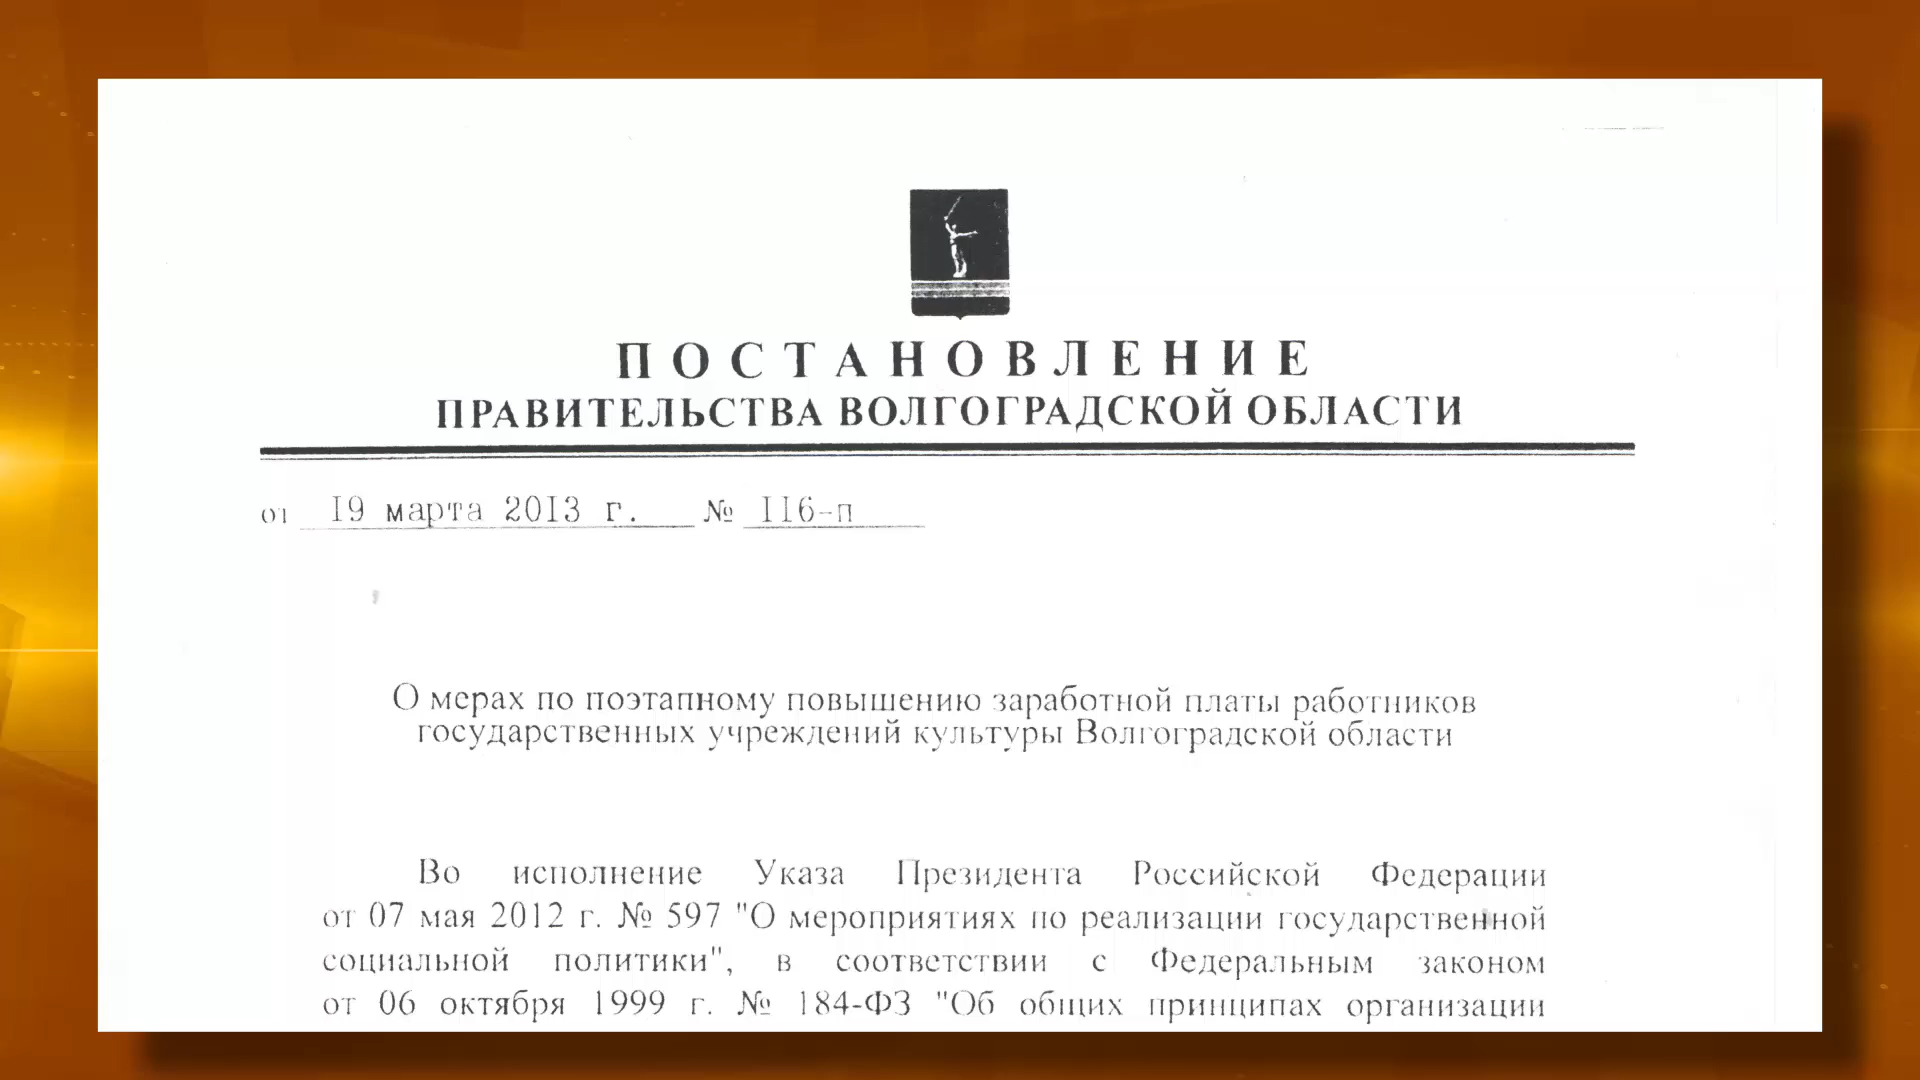 ПОСТАНОВЛЕНИЕ
ПРАВИТЕЛЬСТВА ВОЛГОГРАДСКОЙ ОБЛАСТИ
от 19 марта 2013 г. № 116-п
О мерах по поэтапному повышению заработной платы работников
государственных учреждений культуры Волгоградской области
Во исполнение Указа Президента Российской Федерации
от 07 мая 2012 г. № 597 "О мероприятиях по реализации государственной
социальной политики", в соответствии с Федеральным законом
от 06 октября 1999 г. № 184-ФЗ "Об общих принципах организации